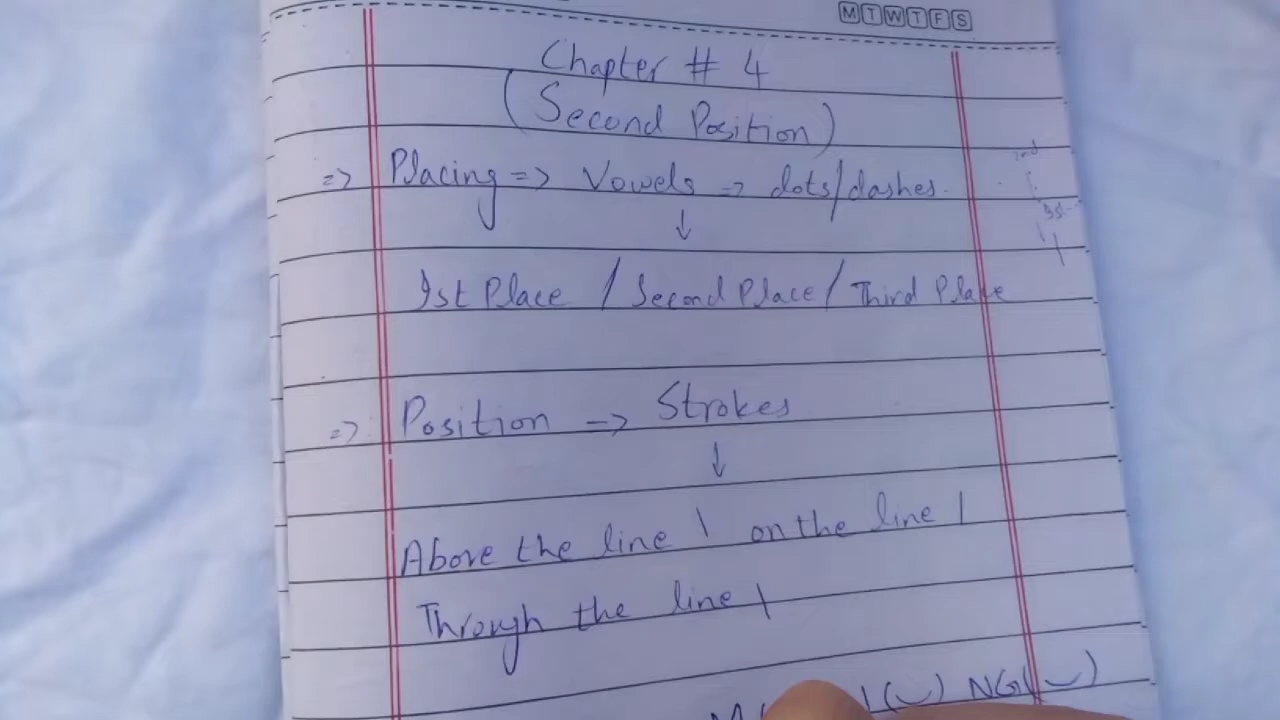 M T W T F S
Chapter # 4
(Second Position)
=> Placing => Vowels => dots/dashes.
↓
1st Place / Second Place / Third Place
=> Position -> Strokes
↓
Above the line \ on the line |
Through the line \
NG(‿)